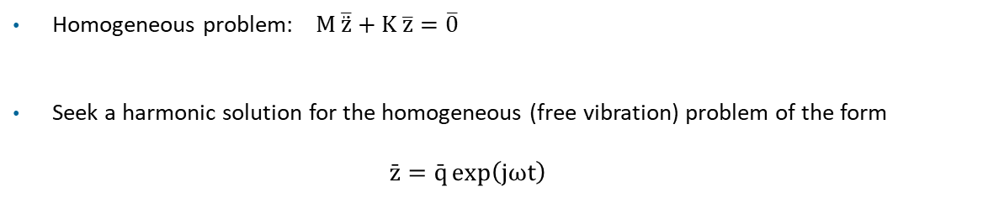 • Homogeneous problem: M z̄̈ + K z̄ = 0̄
• Seek a harmonic solution for the homogeneous (free vibration) problem of the form
z̄ = q̄ exp(jωt)